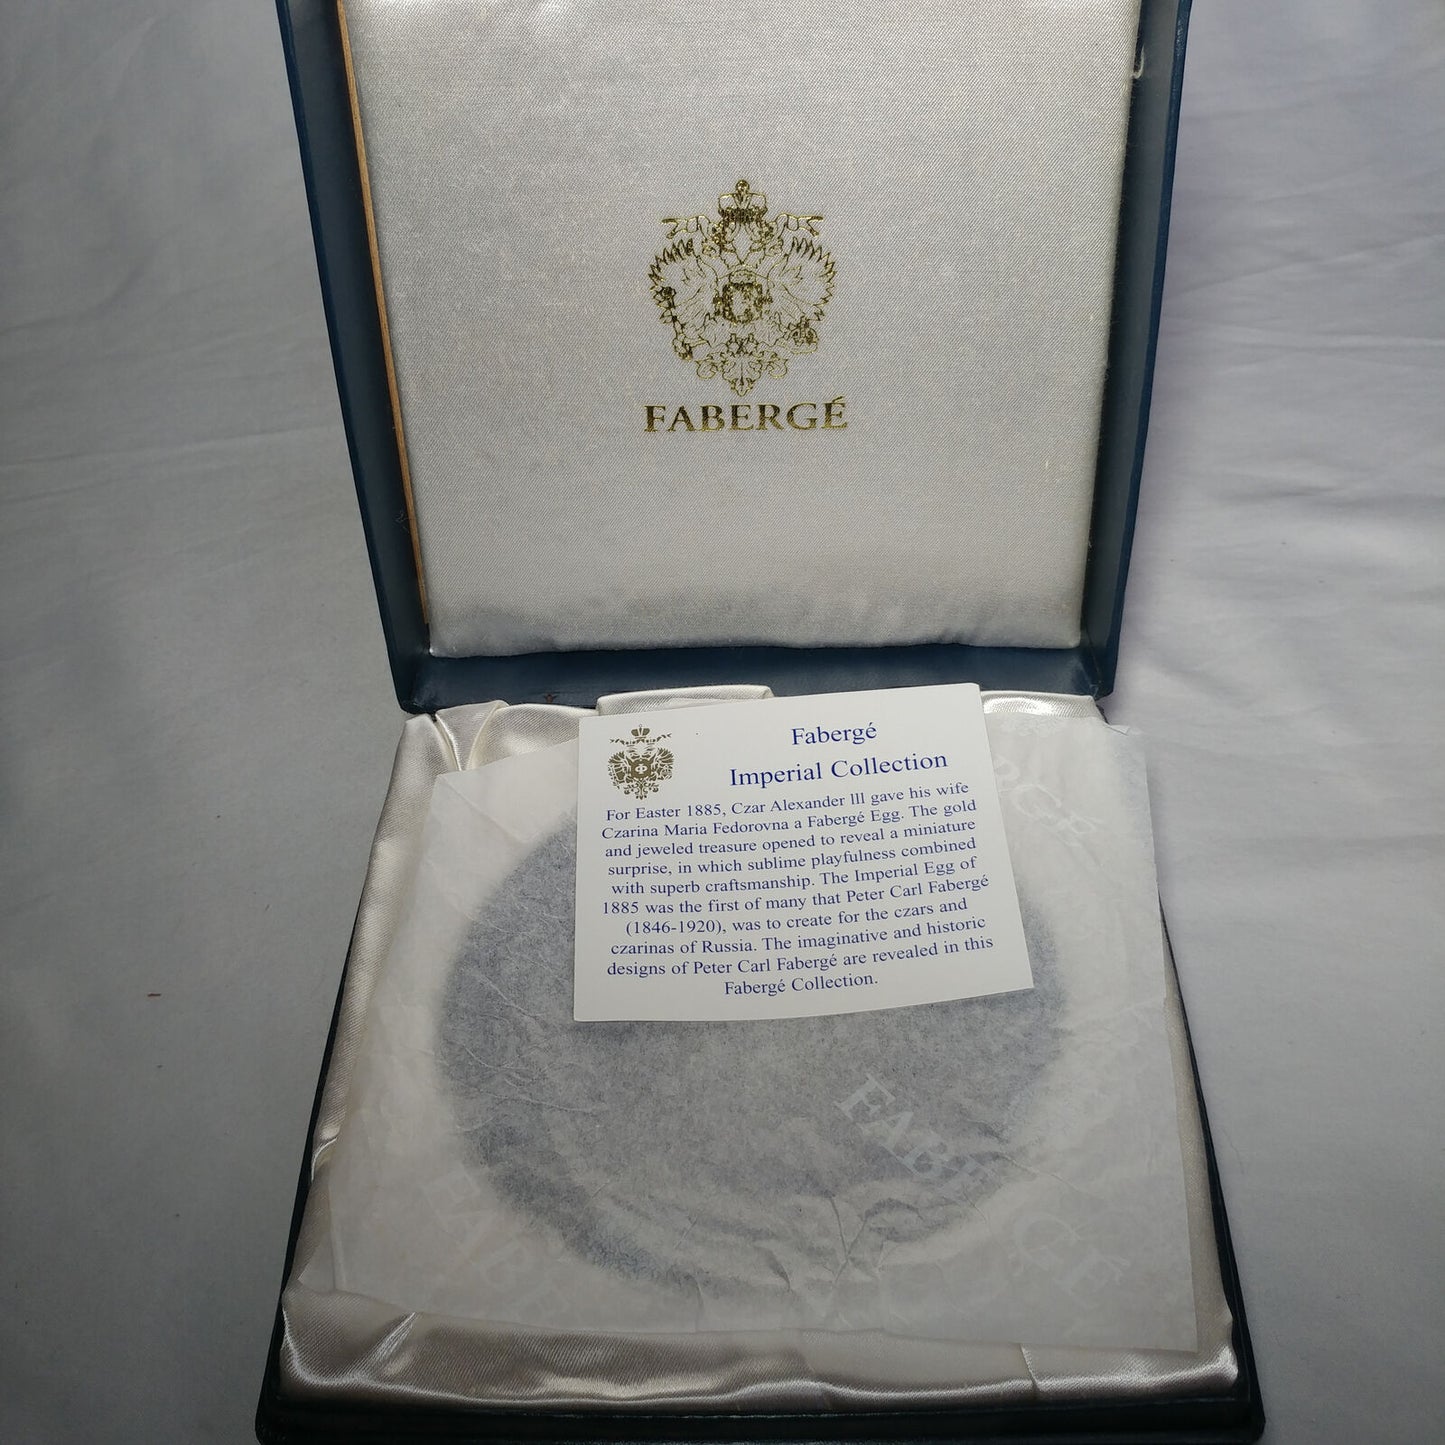 FABERGÉ
Fabergé
Imperial Collection
For Easter 1885, Czar Alexander lll gave his wife
Czarina Maria Fedorovna a Fabergé Egg. The gold
and jeweled treasure opened to reveal a miniature
surprise, in which sublime playfulness combined
with superb craftsmanship. The Imperial Egg of
1885 was the first of many that Peter Carl Fabergé
(1846-1920), was to create for the czars and
czarinas of Russia. The imaginative and historic
designs of Peter Carl Fabergé are revealed in this
Fabergé Collection.
FABERGÉ